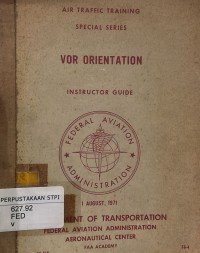 AIR TRAFFIC TRAINING
SPECIAL SERIES
VOR ORIENTATION
INSTRUCTOR GUIDE
FEDERAL AVIATION
ADMINISTRATION
1 AUGUST, 1971
PERPUSTAKAAN STPI
627.92
FED
v
MENT OF TRANSPORTATION
FEDERAL AVIATION ADMINISTRATION
AERONAUTICAL CENTER
FAA ACADEMY